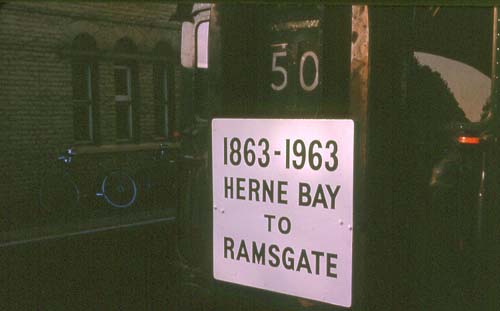 50
1863-1963
HERNE BAY
TO
RAMSGATE